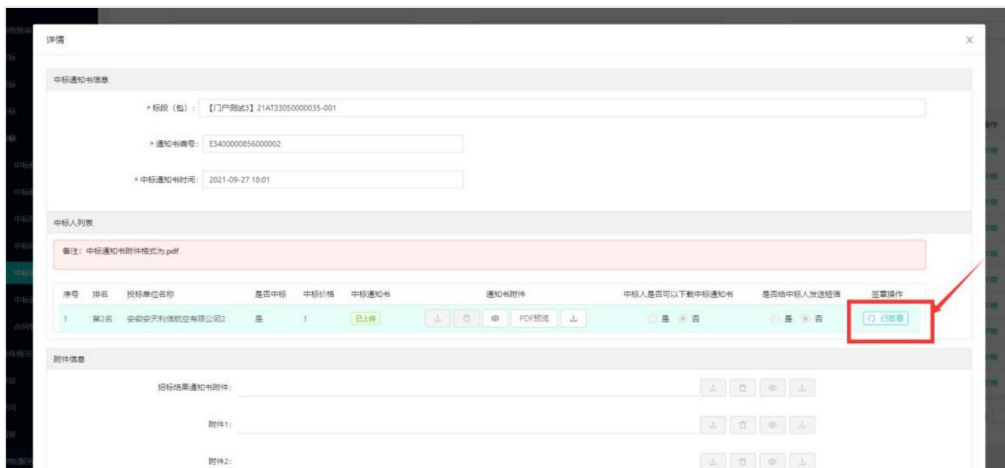 详情
中标通知书信息
* 标段（包）: 【门户测试3】21AT33050000035-001
* 通知书编号: E3400000856000002
* 中标通知书时间: 2021-09-27 18:01
中标人列表
备注: 中标通知书附件格式为.pdf
序号 排名 投标单位名称 是否中标 中标价格 中标通知书 通知书附件 中标人是否可以下载中标通知书 是否给中标人发送短信 签章操作
1 第2名 安徽安天利信航空有限公司2 是 1 已上传 PDF预览 是 否 是 否 已签章
附件信息
招标结果通知书附件:
附件1:
附件2: